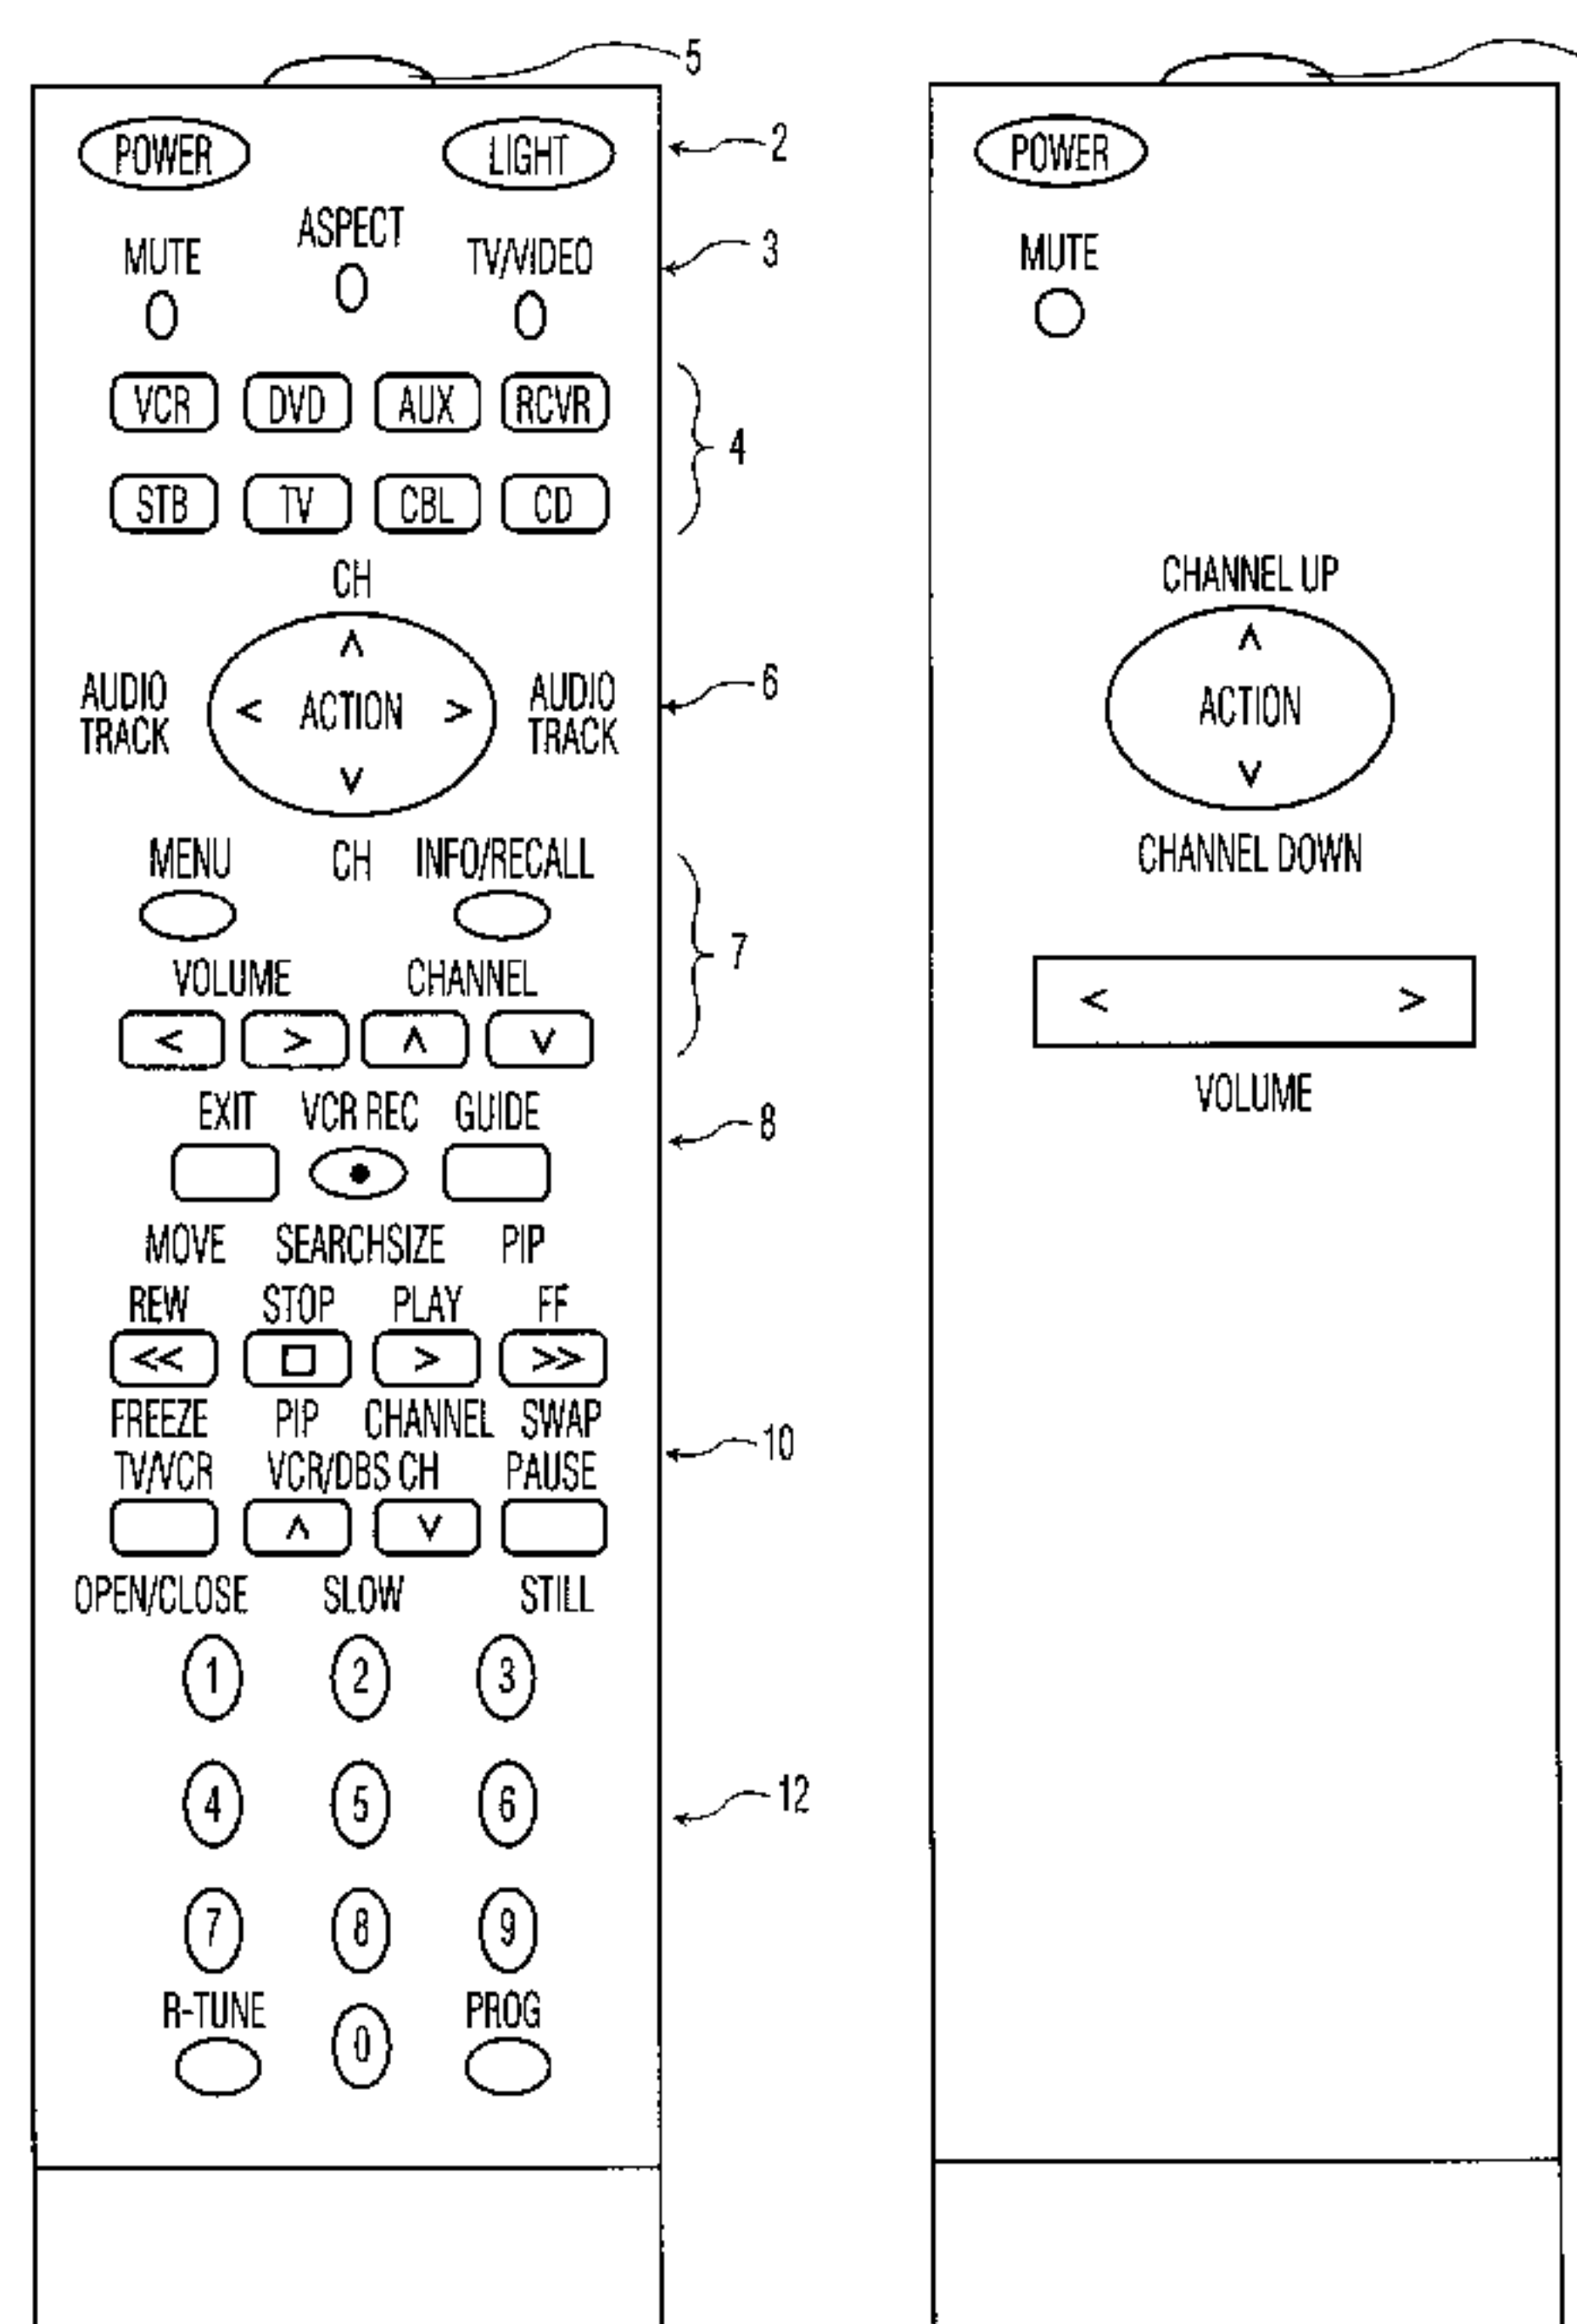 5
POWER LIGHT 2
ASPECT
MUTE TV/VIDEO 3
VCR DVD AUX RCVR
4
STB TV CBL CD
CH
^
AUDIO TRACK < ACTION > AUDIO TRACK 6
v
MENU CH INFO/RECALL
7
VOLUME CHANNEL
< > ^ v
EXIT VCR REC GUIDE 8
MOVE SEARCHSIZE PIP
REW STOP PLAY FF
<< > >>
FREEZE PIP CHANNEL SWAP
10
TV/VCR VCR/DBS CH PAUSE
^ v
OPEN/CLOSE SLOW STILL
1 2 3
4 5 6 12
7 8 9
R-TUNE 0 PROG
POWER
MUTE
CHANNEL UP
^
ACTION
v
CHANNEL DOWN
< >
VOLUME